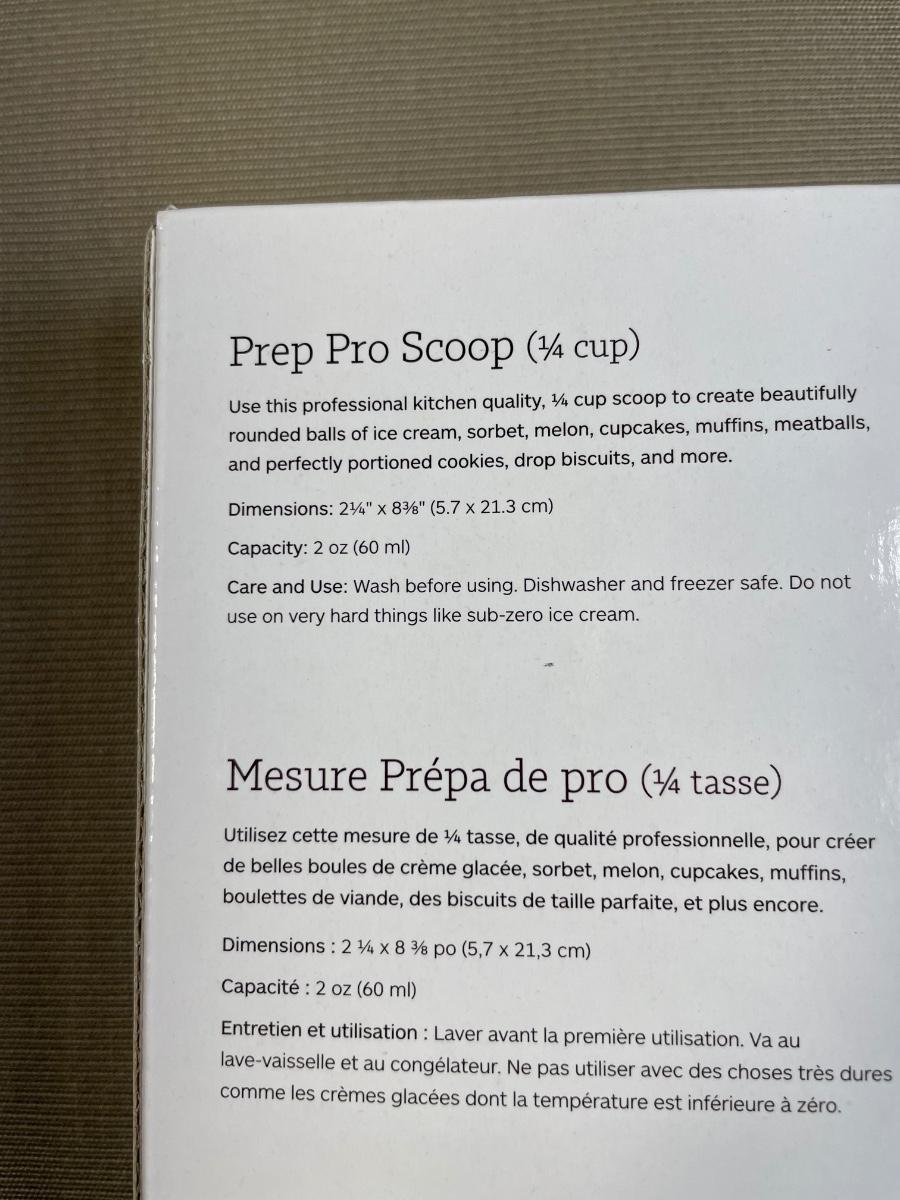 Prep Pro Scoop (¼ cup)
Use this professional kitchen quality, ¼ cup scoop to create beautifully
rounded balls of ice cream, sorbet, melon, cupcakes, muffins, meatballs,
and perfectly portioned cookies, drop biscuits, and more.
Dimensions: 2¼" x 8⅜" (5.7 x 21.3 cm)
Capacity: 2 oz (60 ml)
Care and Use: Wash before using. Dishwasher and freezer safe. Do not
use on very hard things like sub-zero ice cream.
Mesure Prépa de pro (¼ tasse)
Utilisez cette mesure de ¼ tasse, de qualité professionnelle, pour créer
de belles boules de crème glacée, sorbet, melon, cupcakes, muffins,
boulettes de viande, des biscuits de taille parfaite, et plus encore.
Dimensions : 2 ¼ x 8 ⅜ po (5,7 x 21,3 cm)
Capacité : 2 oz (60 ml)
Entretien et utilisation : Laver avant la première utilisation. Va au
lave-vaisselle et au congélateur. Ne pas utiliser avec des choses très dures
comme les crèmes glacées dont la température est inférieure à zéro.